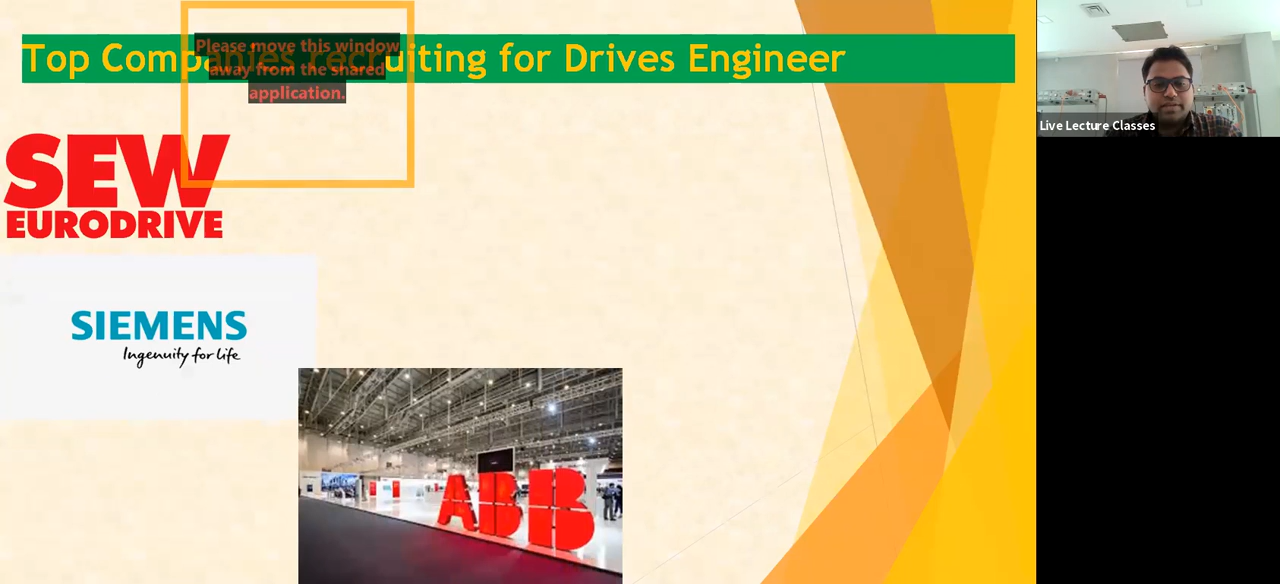 Top Companies recruiting for Drives Engineer
Please move this window
away from the shared
application.
SEW
EURODRIVE
SIEMENS
Ingenuity for life
ABB
Live Lecture Classes